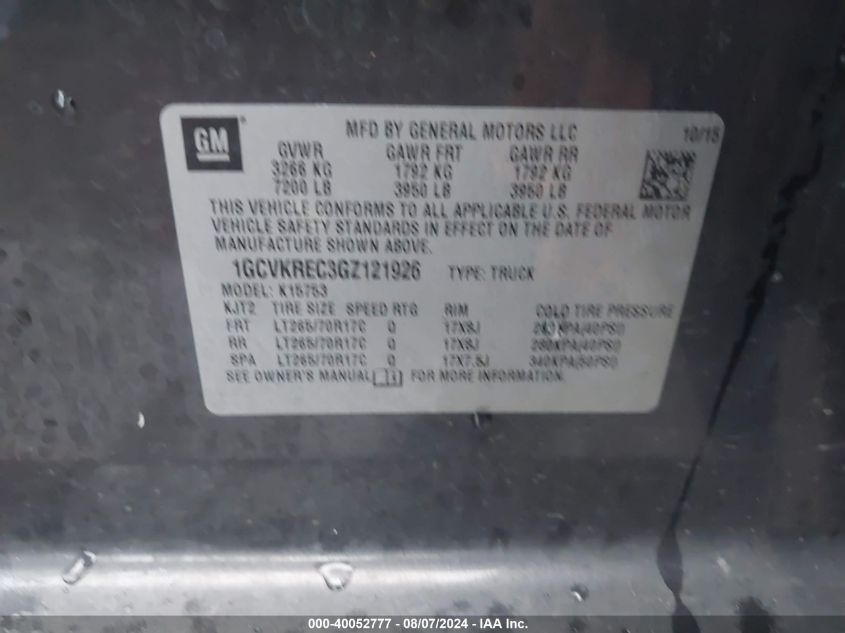 GM
MFD BY GENERAL MOTORS LLC
10/15
GVWR GAWR FRT GAWR RR
3266 KG 1792 KG 1792 KG
7200 LB 3950 LB 3950 LB
THIS VEHICLE CONFORMS TO ALL APPLICABLE U.S. FEDERAL MOTOR
VEHICLE SAFETY STANDARDS IN EFFECT ON THE DATE OF
MANUFACTURE SHOWN ABOVE.
1GCVKREC3GZ121926 TYPE: TRUCK
MODEL: K15753
KJT2 TIRE SIZE SPEED RTG RIM COLD TIRE PRESSURE
FRT LT265/70R17C Q 17X8J 280KPA(40PSI)
RR LT265/70R17C Q 17X8J 280KPA(40PSI)
SPA LT265/70R17C Q 17X7.5J 340KPA(50PSI)
SEE OWNER'S MANUAL FOR MORE INFORMATION.
000-40052777 - 08/07/2024 - IAA Inc.